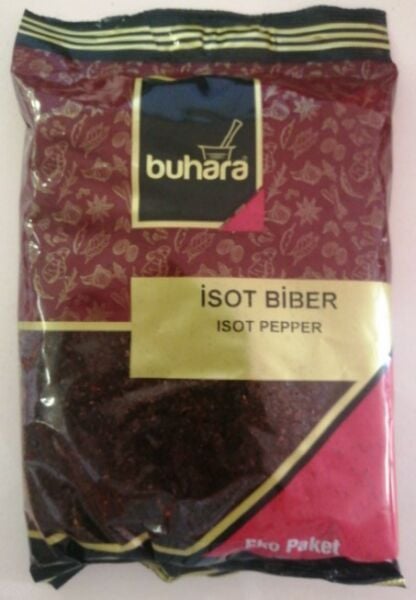 buhara
İSOT BİBER
ISOT PEPPER
Eko Paket